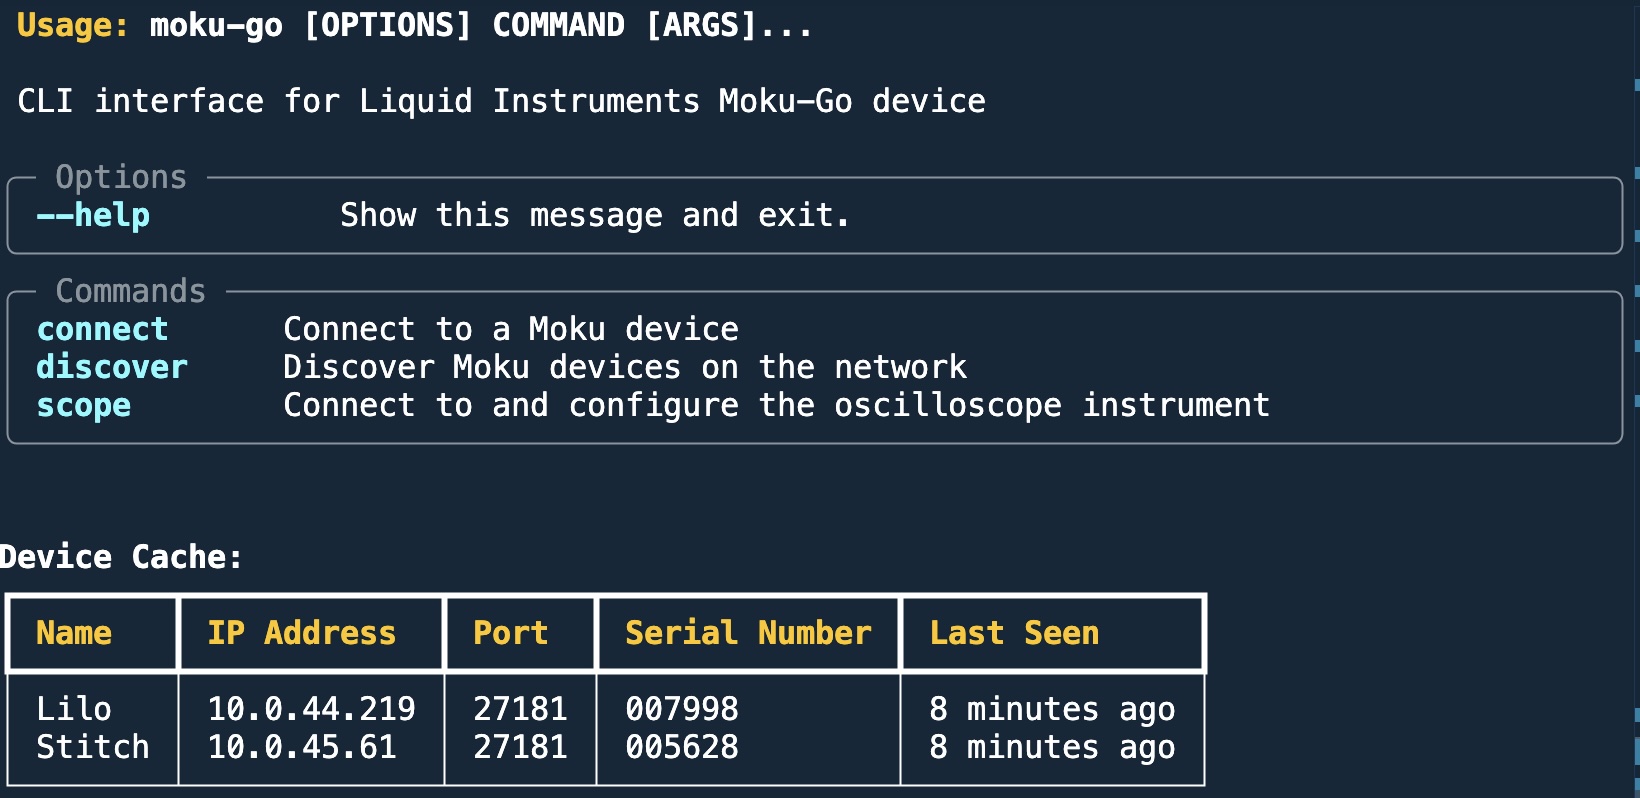 Usage: moku-go [OPTIONS] COMMAND [ARGS]...
CLI interface for Liquid Instruments Moku-Go device
Options
--help Show this message and exit.
Commands
connect Connect to a Moku device
discover Discover Moku devices on the network
scope Connect to and configure the oscilloscope instrument
Device Cache:
Name IP Address Port Serial Number Last Seen
Lilo 10.0.44.219 27181 007998 8 minutes ago
Stitch 10.0.45.61 27181 005628 8 minutes ago